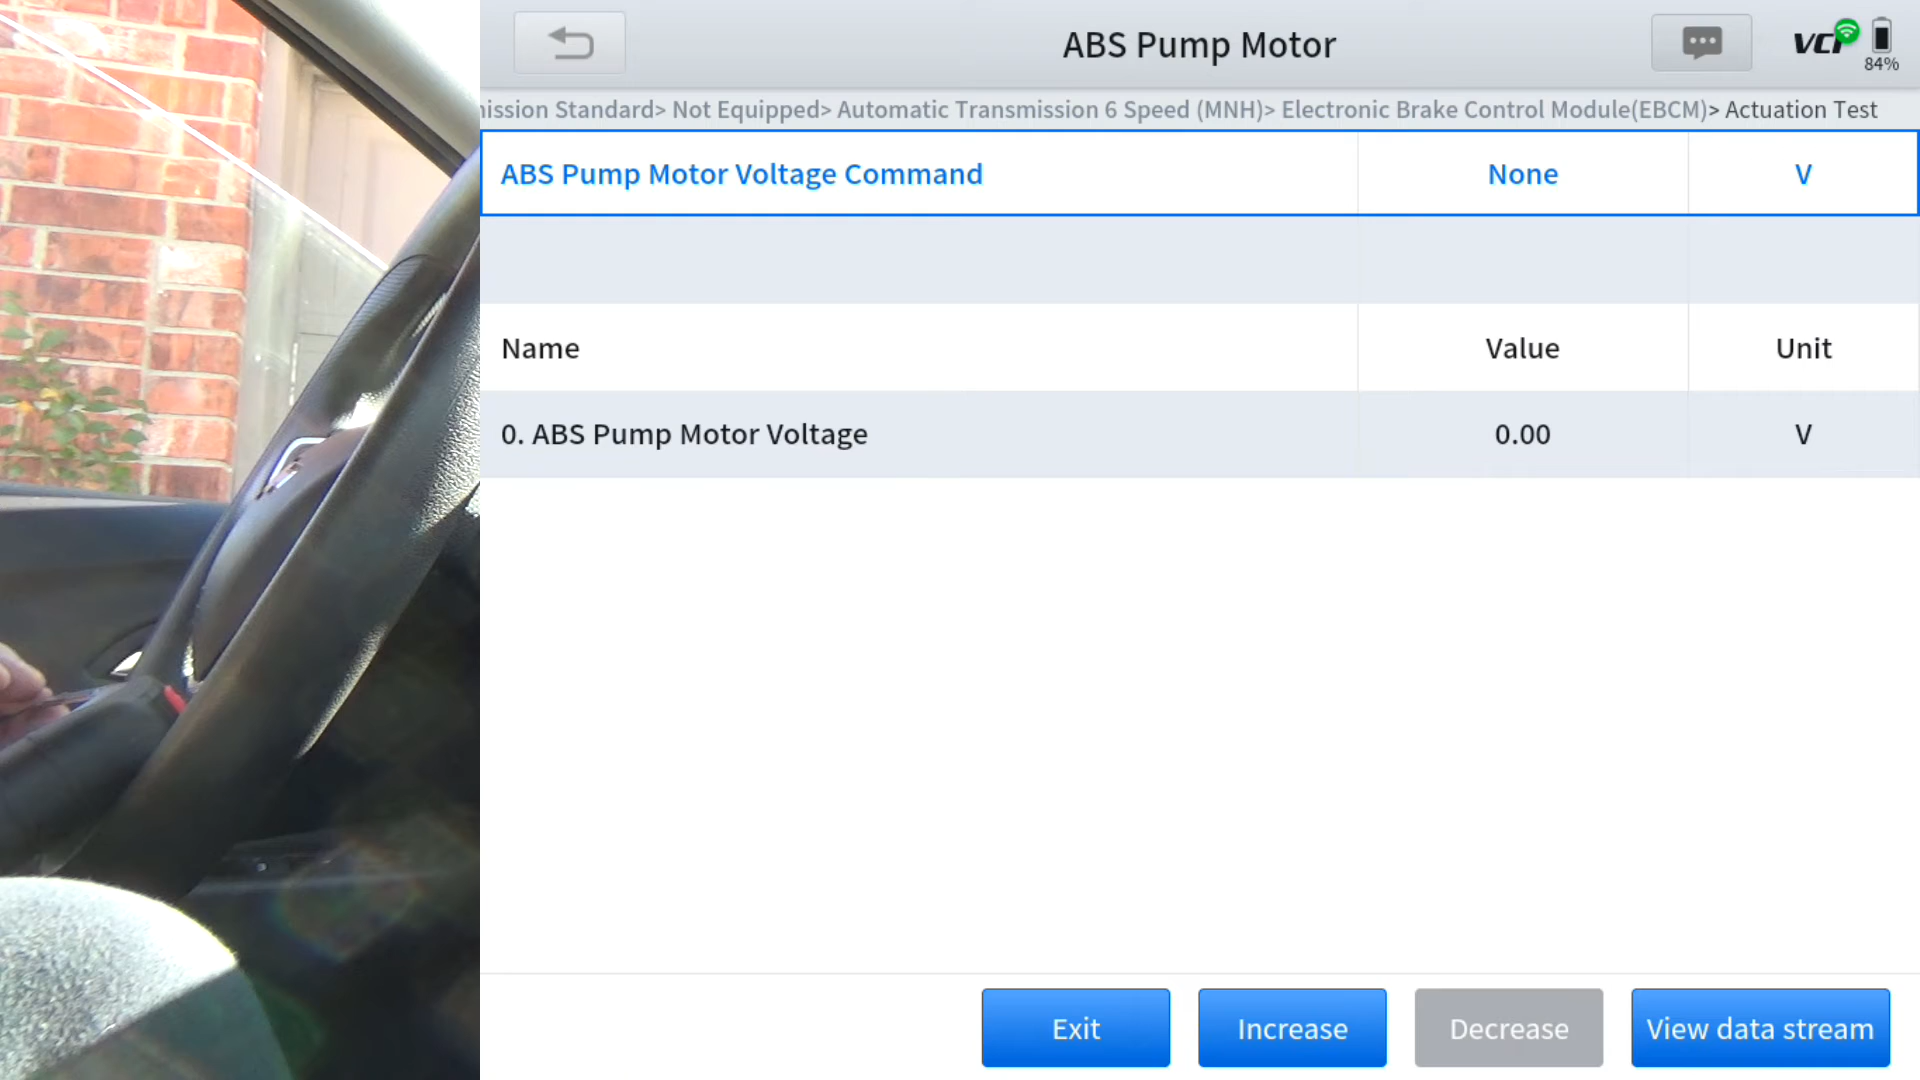 ABS Pump Motor
VCI
84%
ission Standard> Not Equipped> Automatic Transmission 6 Speed (MNH)> Electronic Brake Control Module(EBCM)> Actuation Test
ABS Pump Motor Voltage Command None V
Name Value Unit
0. ABS Pump Motor Voltage 0.00 V
Exit Increase Decrease View data stream